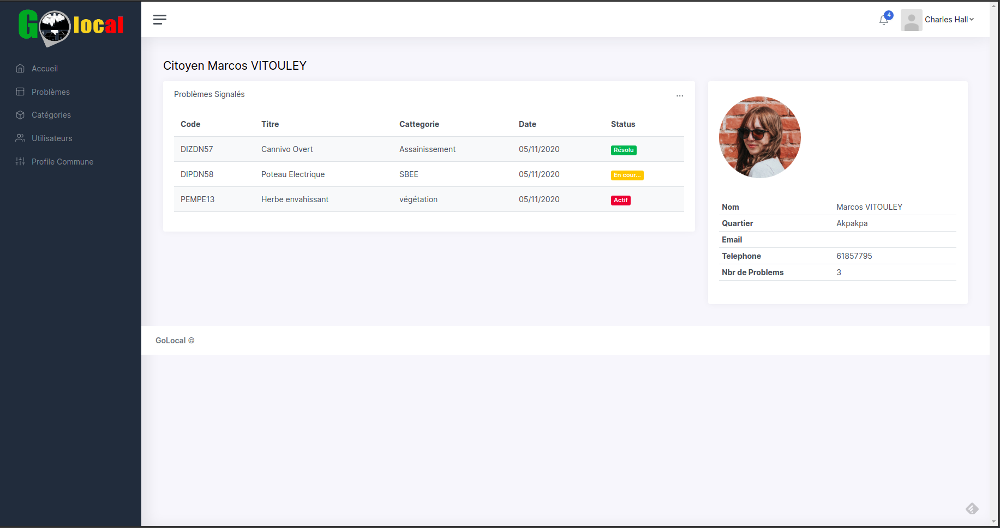 Golocal
4
Charles Hall
Accueil
Problèmes
Catégories
Utilisateurs
Profile Commune
Citoyen Marcos VITOULEY
Problèmes Signalés
...
Code Titre Cattegorie Date Status
DIZDN57 Cannivo Overt Assainissement 05/11/2020 Résolu
DIPDN58 Poteau Electrique SBEE 05/11/2020 En cour...
PEMPE13 Herbe envahissant végétation 05/11/2020 Actif
Nom Marcos VITOULEY
Quartier Akpakpa
Email
Telephone 61857795
Nbr de Problems 3
GoLocal ©